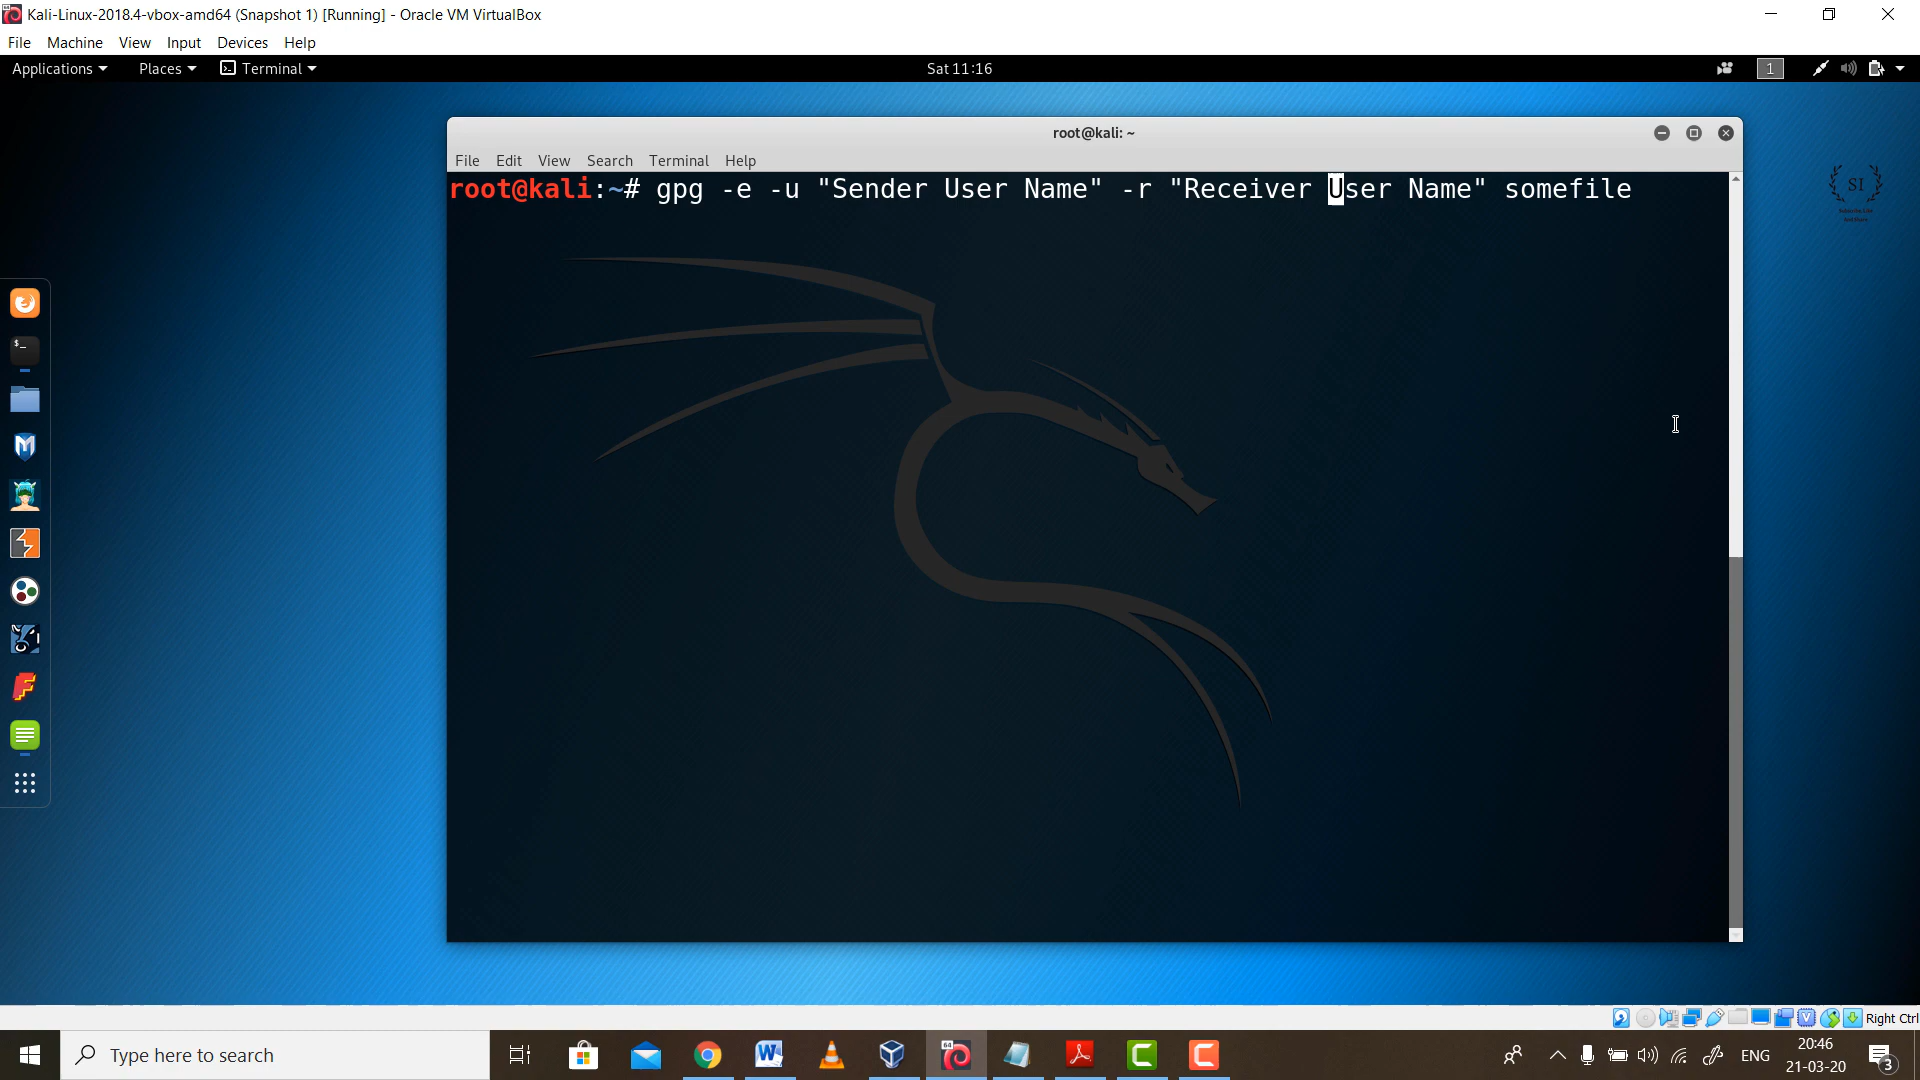 Kali-Linux-2018.4-vbox-amd64 (Snapshot 1) [Running] - Oracle VM VirtualBox
File Machine View Input Devices Help
Applications Places Terminal Sat 11:16 1
root@kali: ~
File Edit View Search Terminal Help
root@kali:~# gpg -e -u "Sender User Name" -r "Receiver User Name" somefile
SI
Right Ctrl
Type here to search
ENG
20:46
21-03-20
3